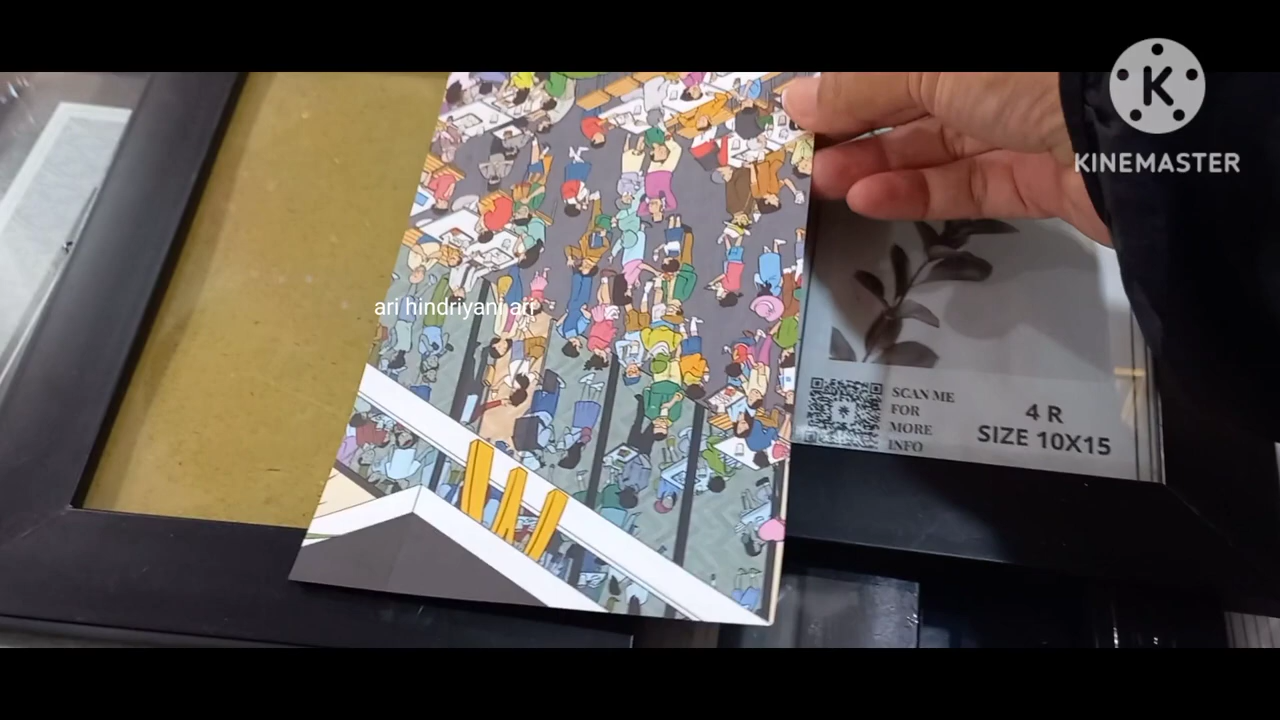 KINEMASTER
ari hindriyani ari
SCAN ME
FOR
MORE
INFO
4 R
SIZE 10X15